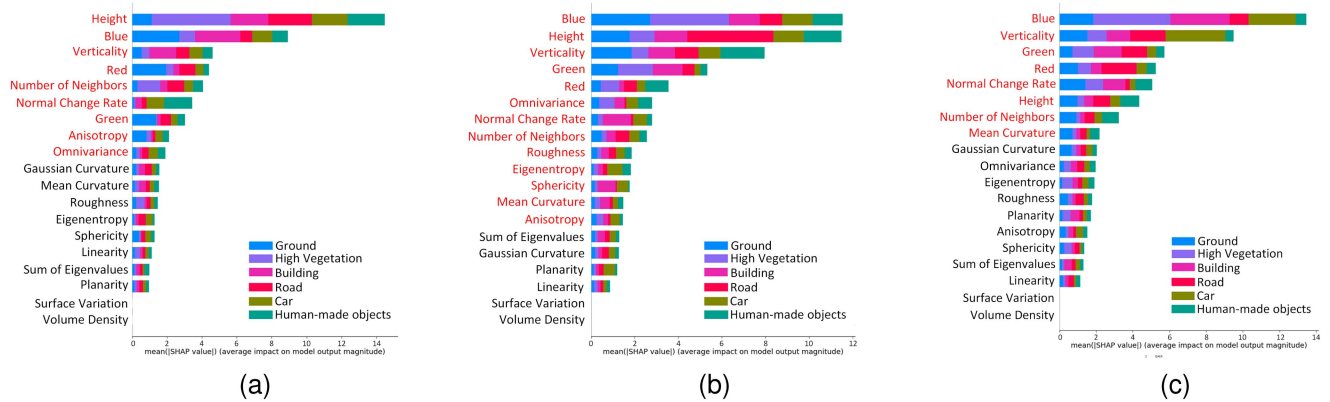 Height
Blue
Verticality
Red
Number of Neighbors
Normal Change Rate
Green
Anisotropy
Omnivariance
Gaussian Curvature
Mean Curvature
Roughness
Eigenentropy
Sphericity
Linearity
Sum of Eigenvalues
Planarity
Surface Variation
Volume Density
Ground
High Vegetation
Building
Road
Car
Human-made objects
0 2 4 6 8 10 12 14
mean(|SHAP value|) (average impact on model output magnitude)
(a)
Blue
Height
Verticality
Green
Red
Omnivariance
Normal Change Rate
Number of Neighbors
Roughness
Eigenentropy
Sphericity
Mean Curvature
Anisotropy
Sum of Eigenvalues
Gaussian Curvature
Planarity
Linearity
Surface Variation
Volume Density
Ground
High Vegetation
Building
Road
Car
Human-made objects
0 2 4 6 8 10 12
mean(|SHAP value|) (average impact on model output magnitude)
(b)
Blue
Verticality
Green
Red
Normal Change Rate
Height
Number of Neighbors
Mean Curvature
Gaussian Curvature
Omnivariance
Eigenentropy
Roughness
Planarity
Anisotropy
Sphericity
Sum of Eigenvalues
Linearity
Surface Variation
Volume Density
Ground
High Vegetation
Building
Road
Car
Human-made objects
0 2 4 6 8 10 12 14
mean(|SHAP value|) (average impact on model output magnitude)
(c)